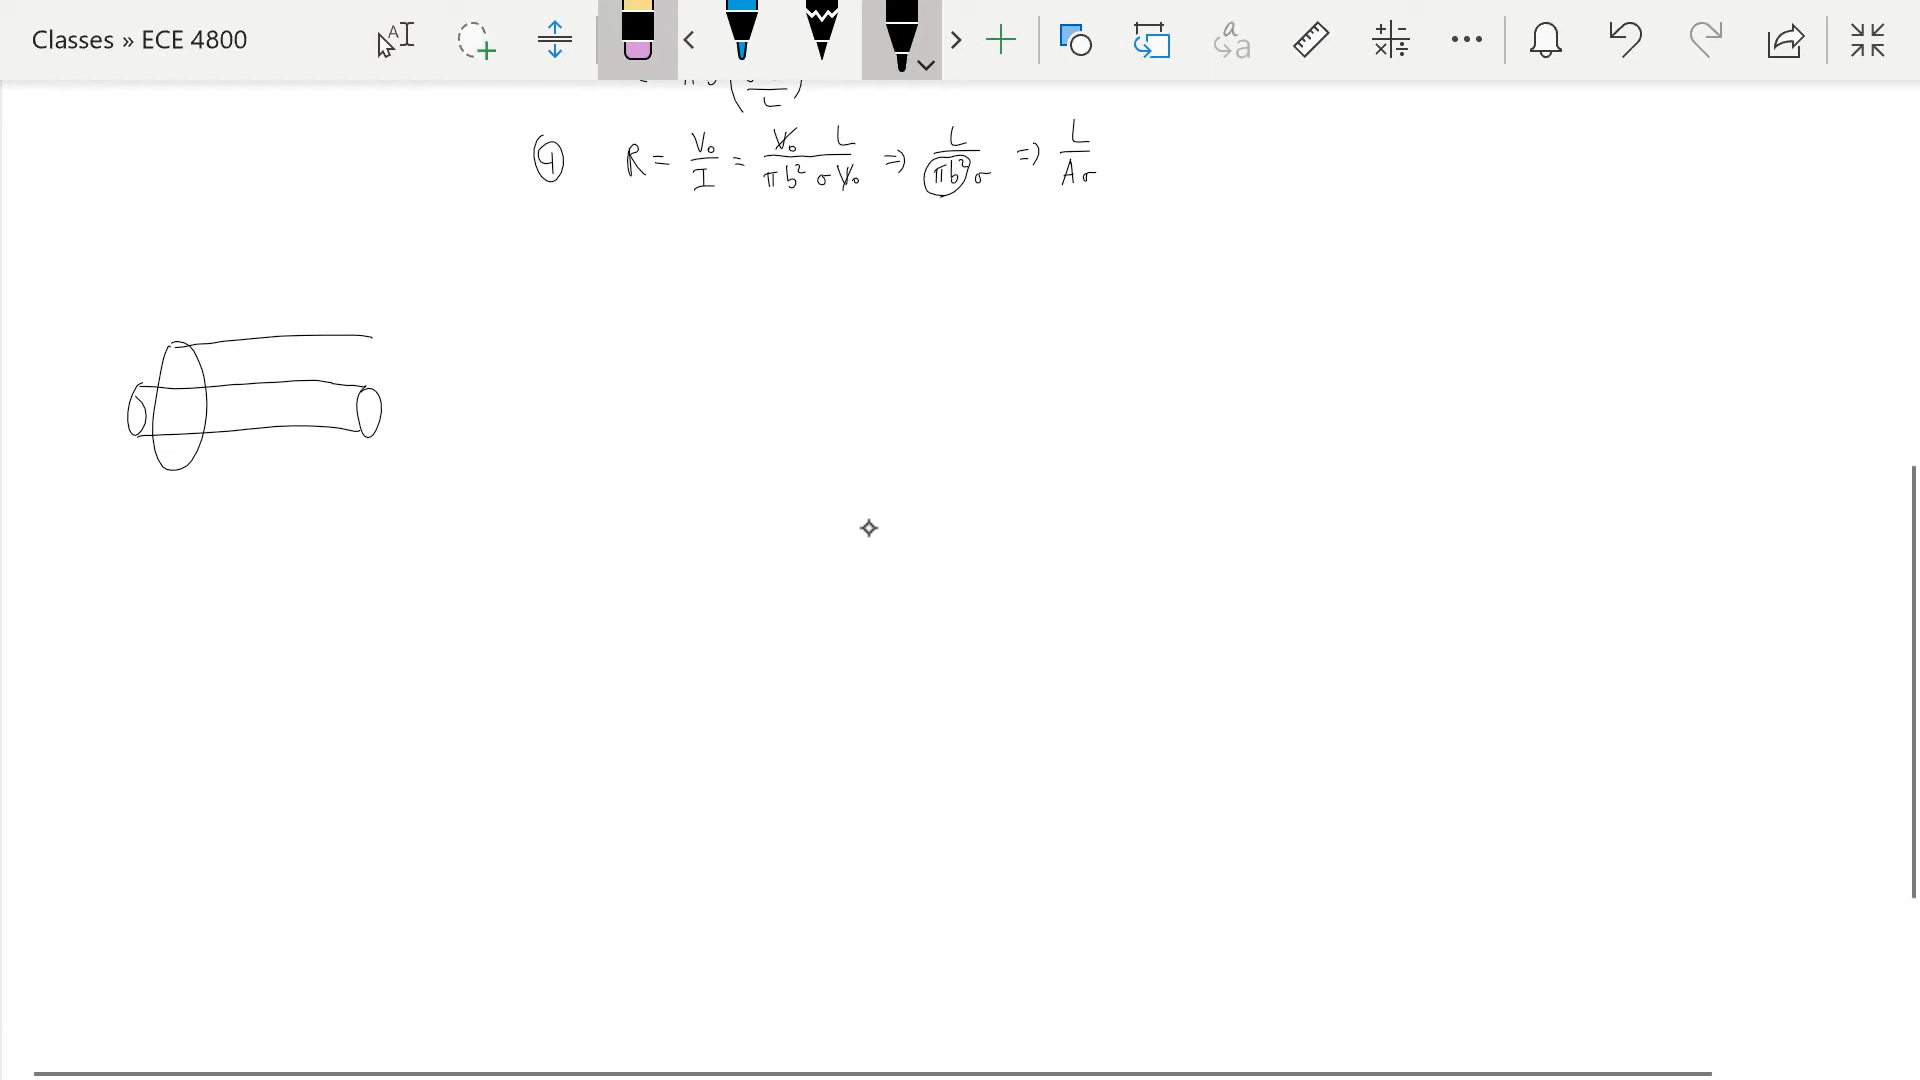 Classes » ECE 4800
④ R = V₀/I = V₀ L/πb² σ V₀ => L/πb² σ => L/Aσ